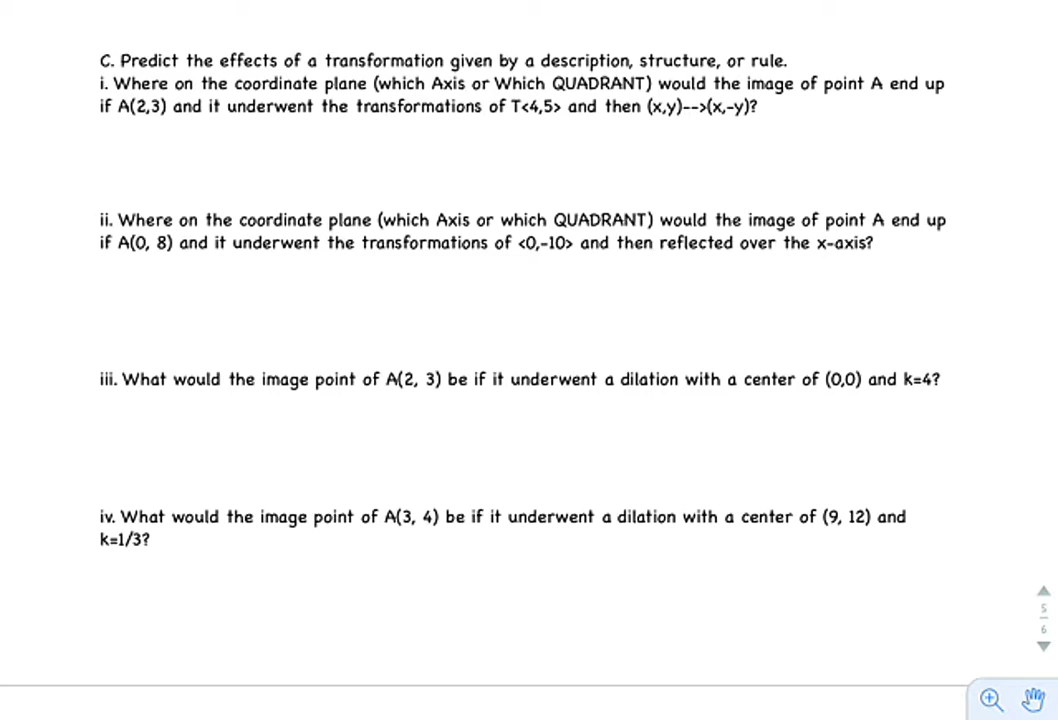 C. Predict the effects of a transformation given by a description, structure, or rule.
i. Where on the coordinate plane (which Axis or Which QUADRANT) would the image of point A end up
if A(2,3) and it underwent the transformations of T<4,5> and then (x,y)-->(x,-y)?
ii. Where on the coordinate plane (which Axis or which QUADRANT) would the image of point A end up
if A(0, 8) and it underwent the transformations of <0,-10> and then reflected over the x-axis?
iii. What would the image point of A(2, 3) be if it underwent a dilation with a center of (0,0) and k=4?
iv. What would the image point of A(3, 4) be if it underwent a dilation with a center of (9, 12) and
k=1/3?
5
6